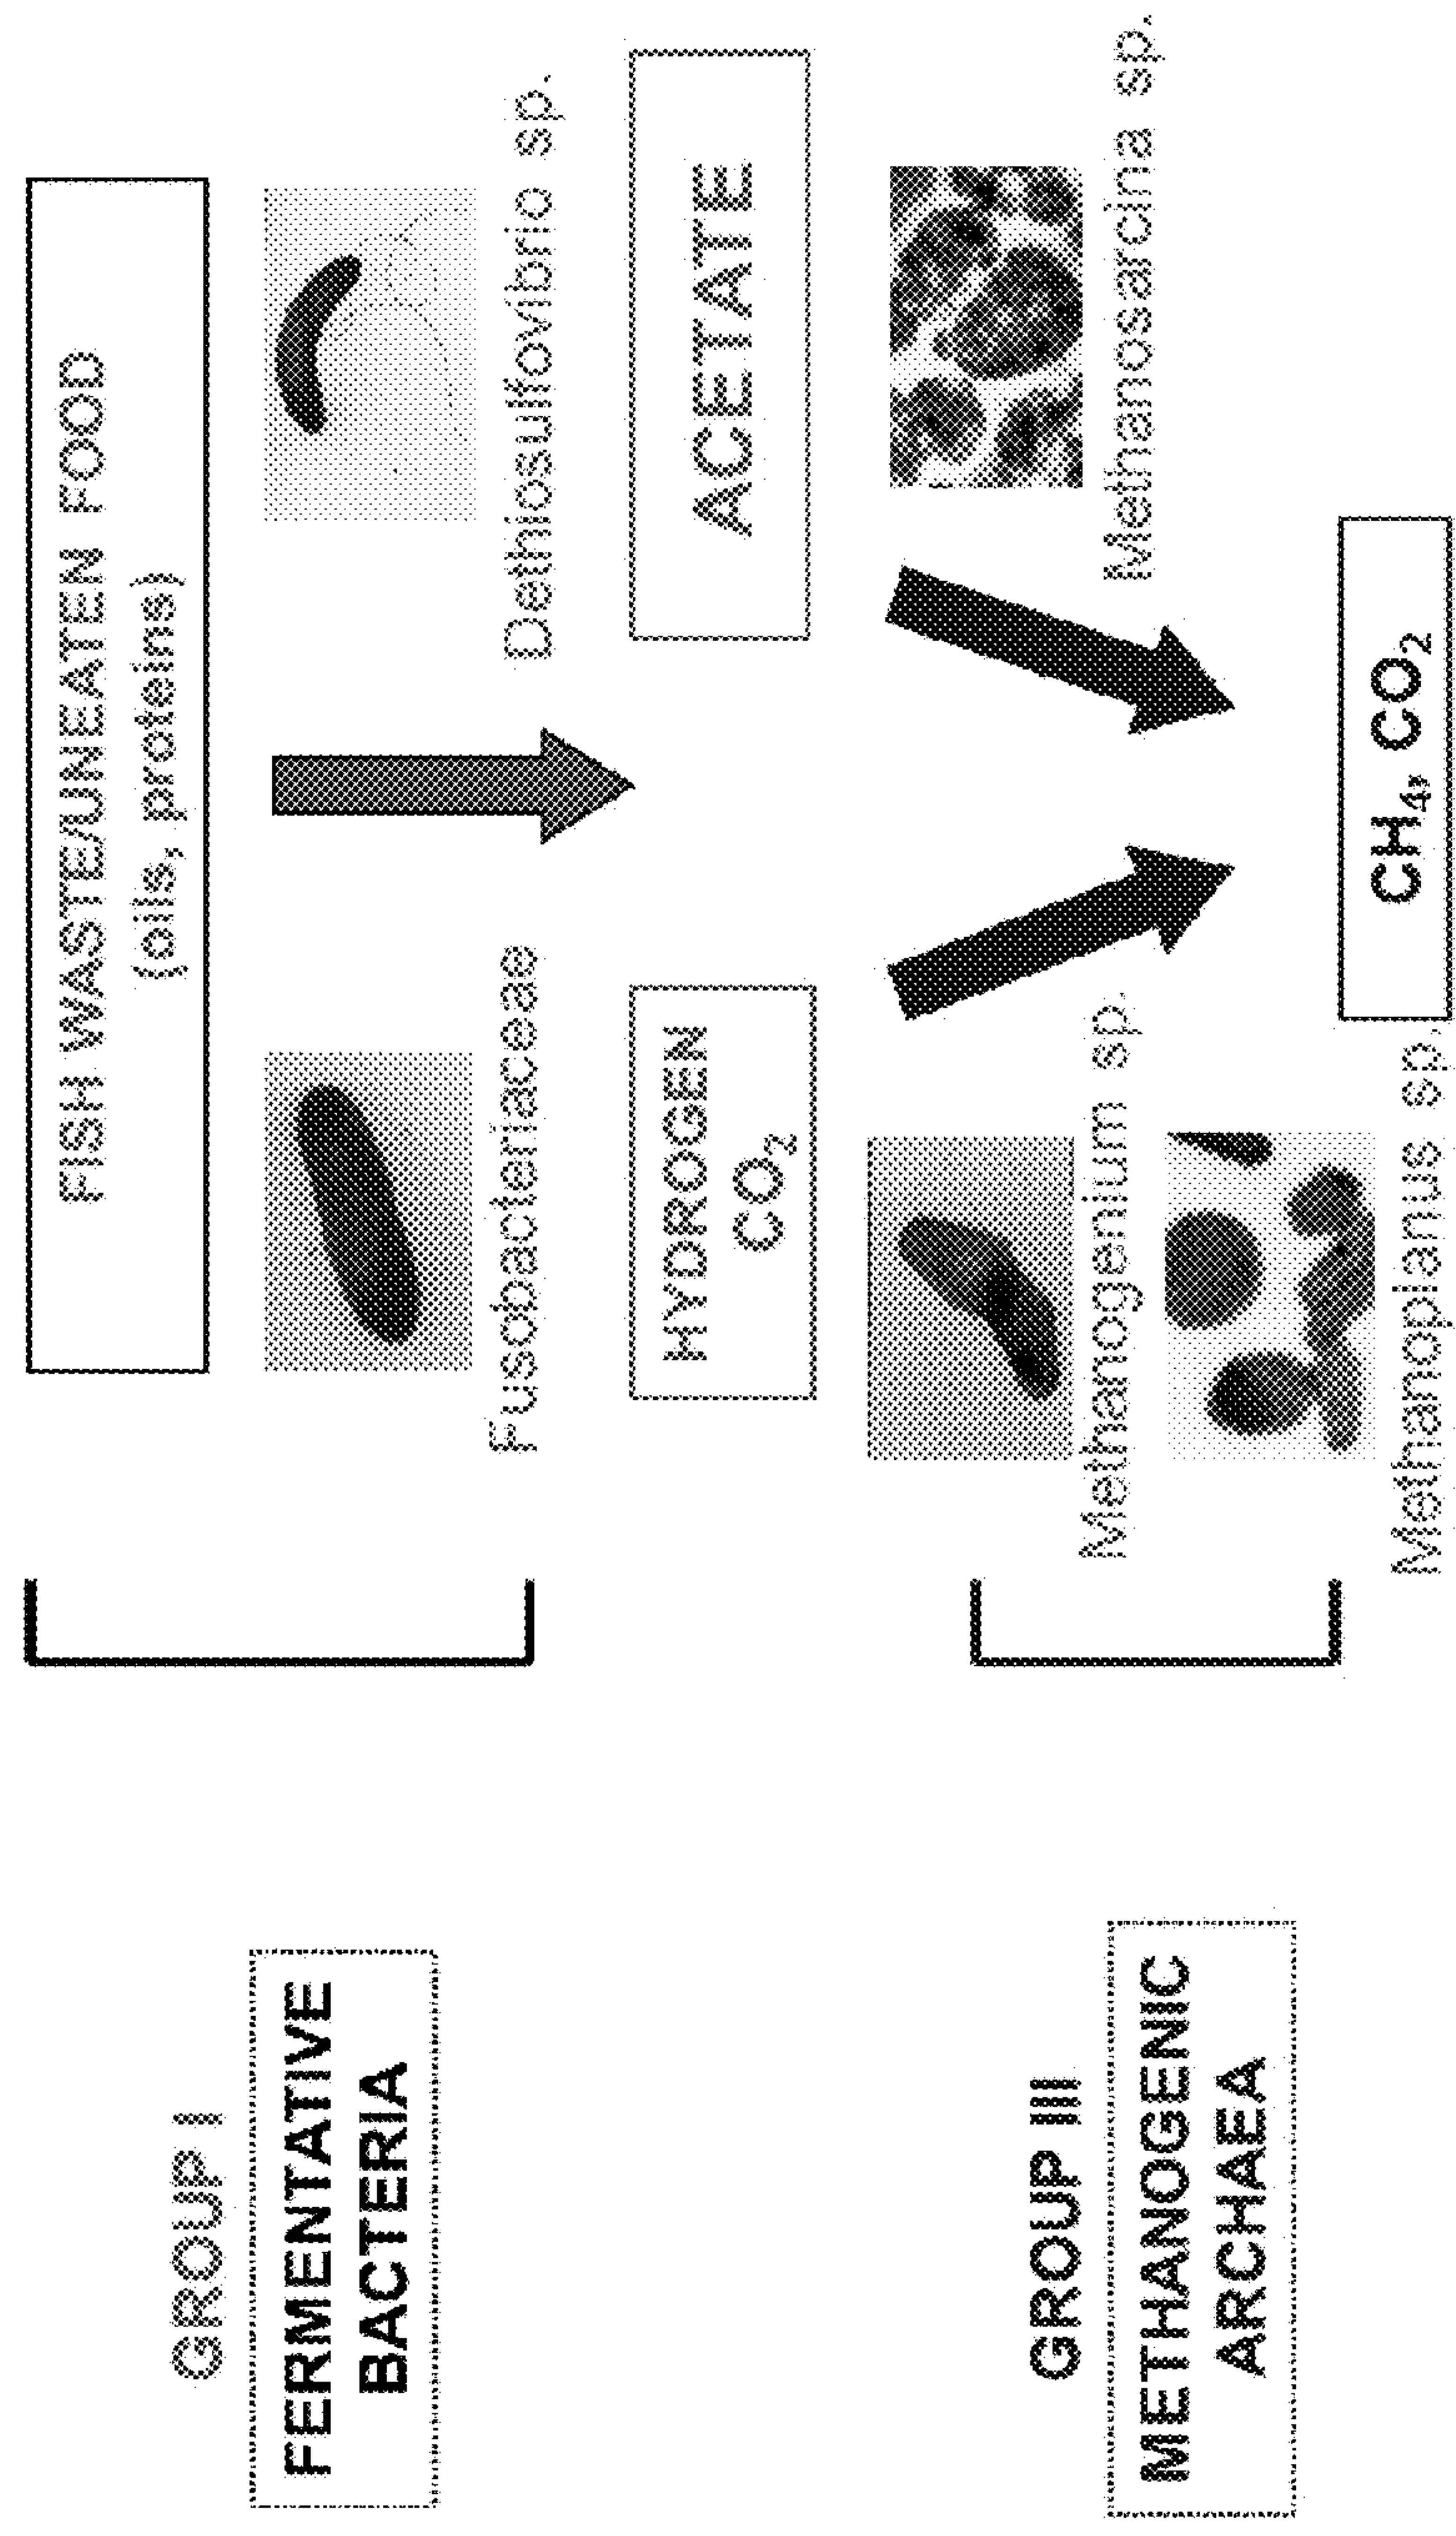 FISH WASTE/UNEATEN FOOD
(oils, proteins)
GROUP I
FERMENTATIVE
BACTERIA
Fusobacteriaceae
Dethiosulfovibrio sp.
HYDROGEN
CO2
ACETATE
GROUP III
METHANOGENIC
ARCHAEA
Methanogenium sp.
Methanosarcina sp.
Methanoplanus sp.
CH4, CO2